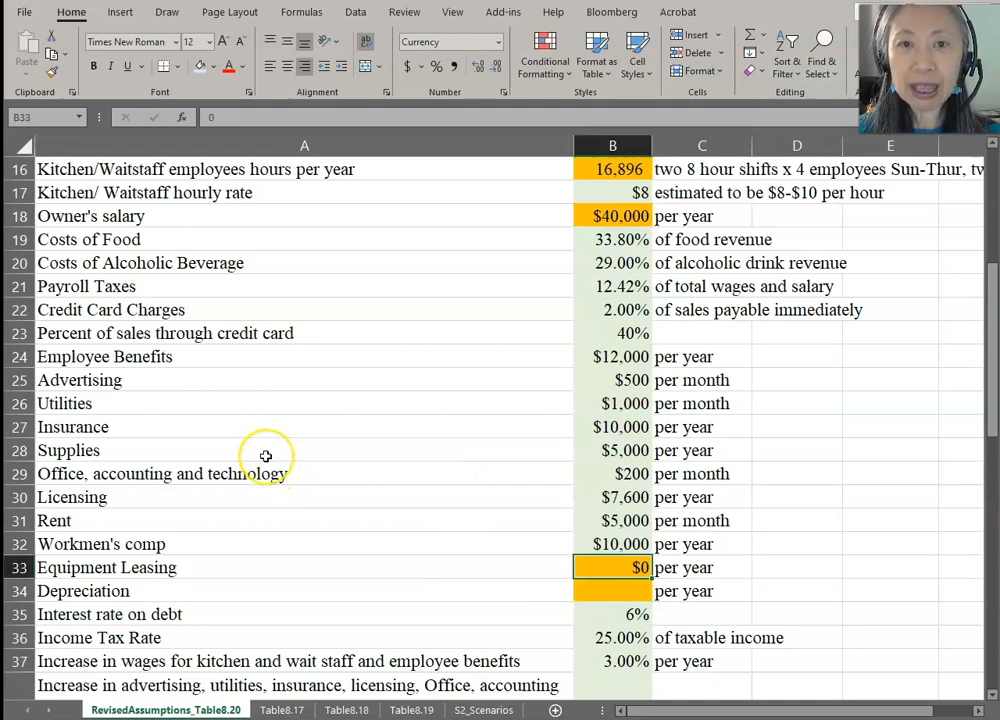 File Home Insert Draw Page Layout Formulas Data Review View Add-ins Help Bloomberg Acrobat
Times New Roman 12 Currency Insert
Paste Conditional Formatting Format as Table Cell Styles Delete Format Sort & Filter Find & Select
Clipboard Font Alignment Number Styles Cells Editing
B33 fx 0
A B C D E
16 Kitchen/Waitstaff employees hours per year 16,896 two 8 hour shifts x 4 employees Sun-Thur, tw
17 Kitchen/ Waitstaff hourly rate $8 estimated to be $8-$10 per hour
18 Owner's salary $40,000 per year
19 Costs of Food 33.80% of food revenue
20 Costs of Alcoholic Beverage 29.00% of alcoholic drink revenue
21 Payroll Taxes 12.42% of total wages and salary
22 Credit Card Charges 2.00% of sales payable immediately
23 Percent of sales through credit card 40%
24 Employee Benefits $12,000 per year
25 Advertising $500 per month
26 Utilities $1,000 per month
27 Insurance $10,000 per year
28 Supplies $5,000 per year
29 Office, accounting and technology $200 per month
30 Licensing $7,600 per year
31 Rent $5,000 per month
32 Workmen's comp $10,000 per year
33 Equipment Leasing $0 per year
34 Depreciation per year
35 Interest rate on debt 6%
36 Income Tax Rate 25.00% of taxable income
37 Increase in wages for kitchen and wait staff and employee benefits 3.00% per year
Increase in advertising, utilities, insurance, licensing, Office, accounting
RevisedAssumptions_Table8.20 Table8.17 Table8.18 Table8.19 S2_Scenarios